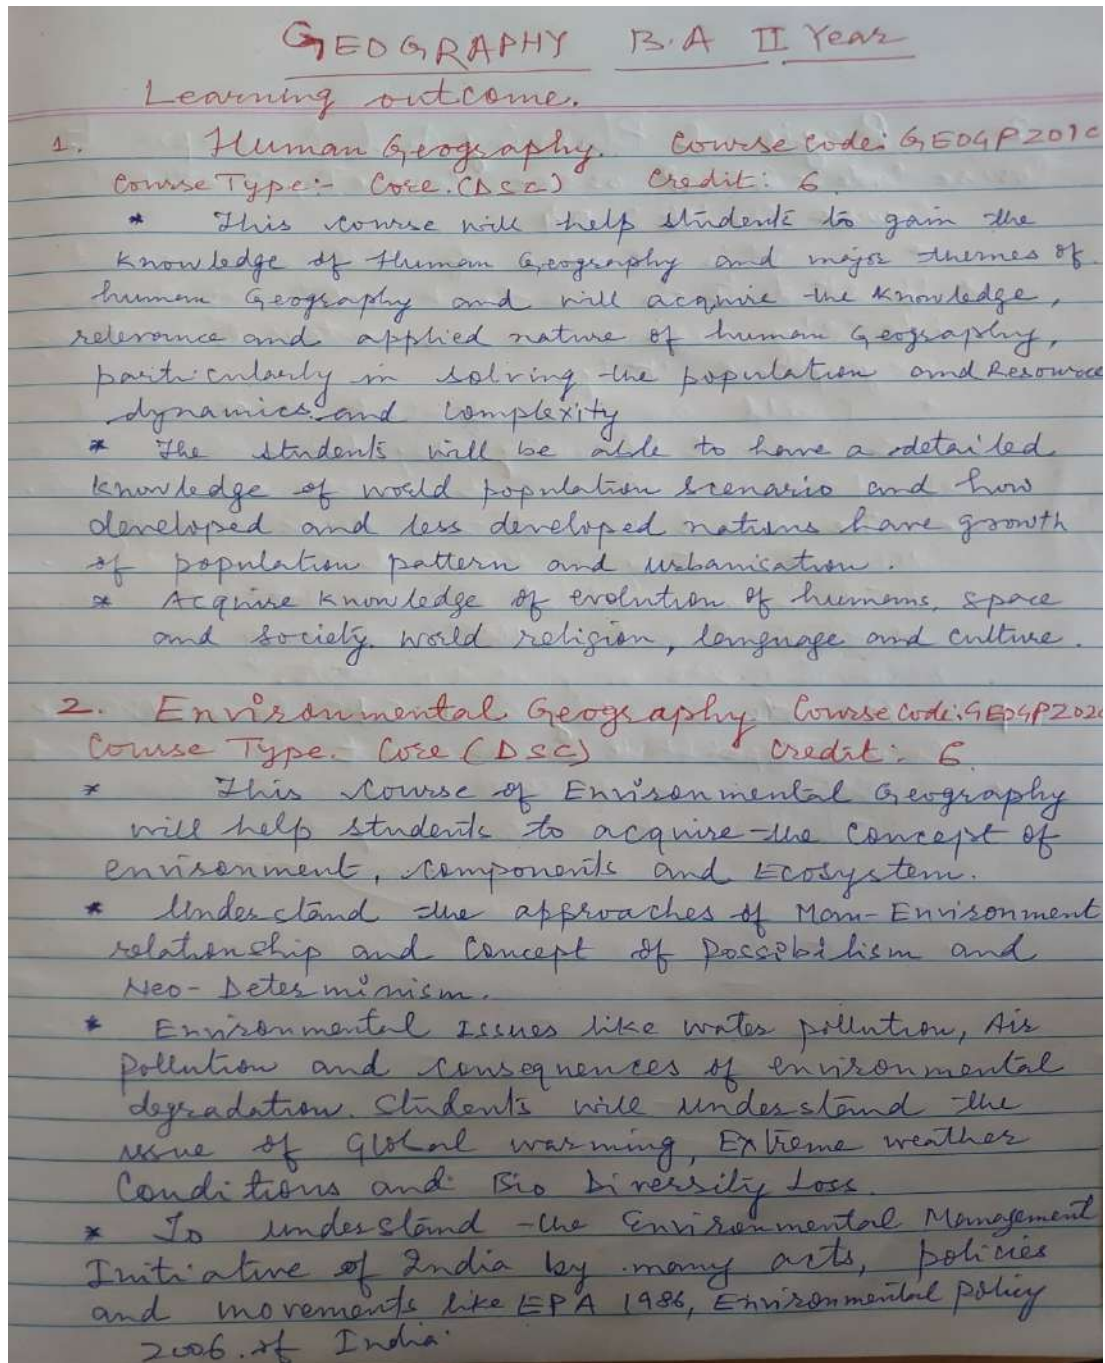 GEOGRAPHY B.A II Year
Learning outcome.
1. Human Geography. Course code: GEOGP201C
Course Type:- Core.(DSC) Credit: 6
* This course will help students to gain the
knowledge of Human Geography and major themes of
human Geography and will acquire the knowledge,
relevance and applied nature of human Geography,
particularly in solving the population and Resource
dynamics and complexity
* The students will be able to have a detailed
knowledge of world population scenario and how
developed and less developed nations have growth
of population pattern and urbanisation.
* Acquire knowledge of evolution of humans, space
and society. world religion, language and culture.
2. Environmental Geography. Course code: GEOGP202C
Course Type. Core (DSC) Credit: 6
* This course of Environmental Geography
will help students to acquire the concept of
environment, components and Ecosystem.
* Understand the approaches of Man-Environment
relationship and concept of Possibilism and
Neo-Determinism.
* Environmental Issues like water pollution, Air
pollution and consequences of environmental
degradation. Students will understand the
issue of Global warming, Extreme weather
Conditions and Bio Diversity Loss.
* To understand the Environmental Management
Initiative of India by many acts, policies
and movements like EPA 1986, Environmental policy
2006. of India.